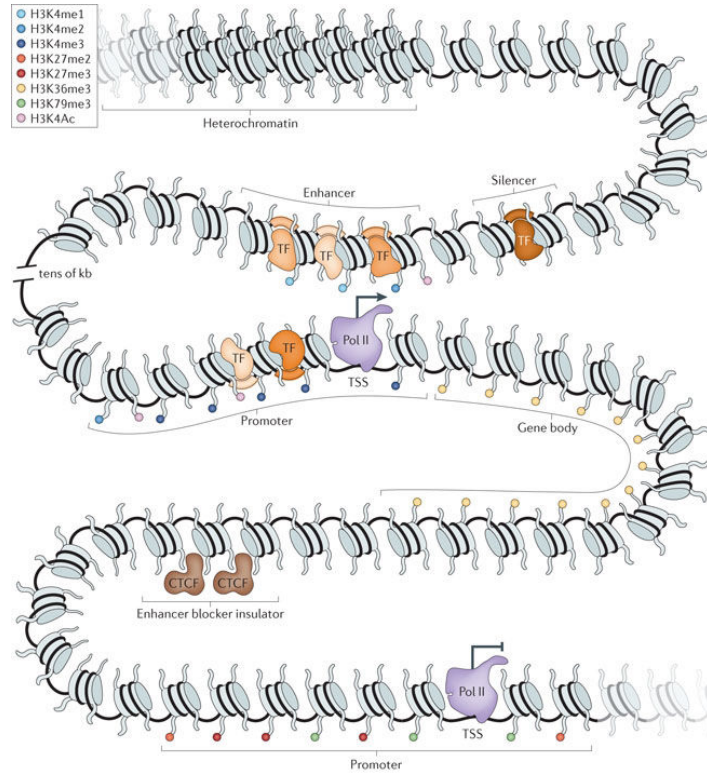 H3K4me1
H3K4me2
H3K4me3
H3K27me2
H3K27me3
H3K36me3
H3K79me3
H3K4Ac
Heterochromatin
Enhancer
Silencer
TF
TF
TF
TF
tens of kb
TF
TF
Pol II
TSS
Promoter
Gene body
CTCF
CTCF
Enhancer blocker insulator
Pol II
TSS
Promoter